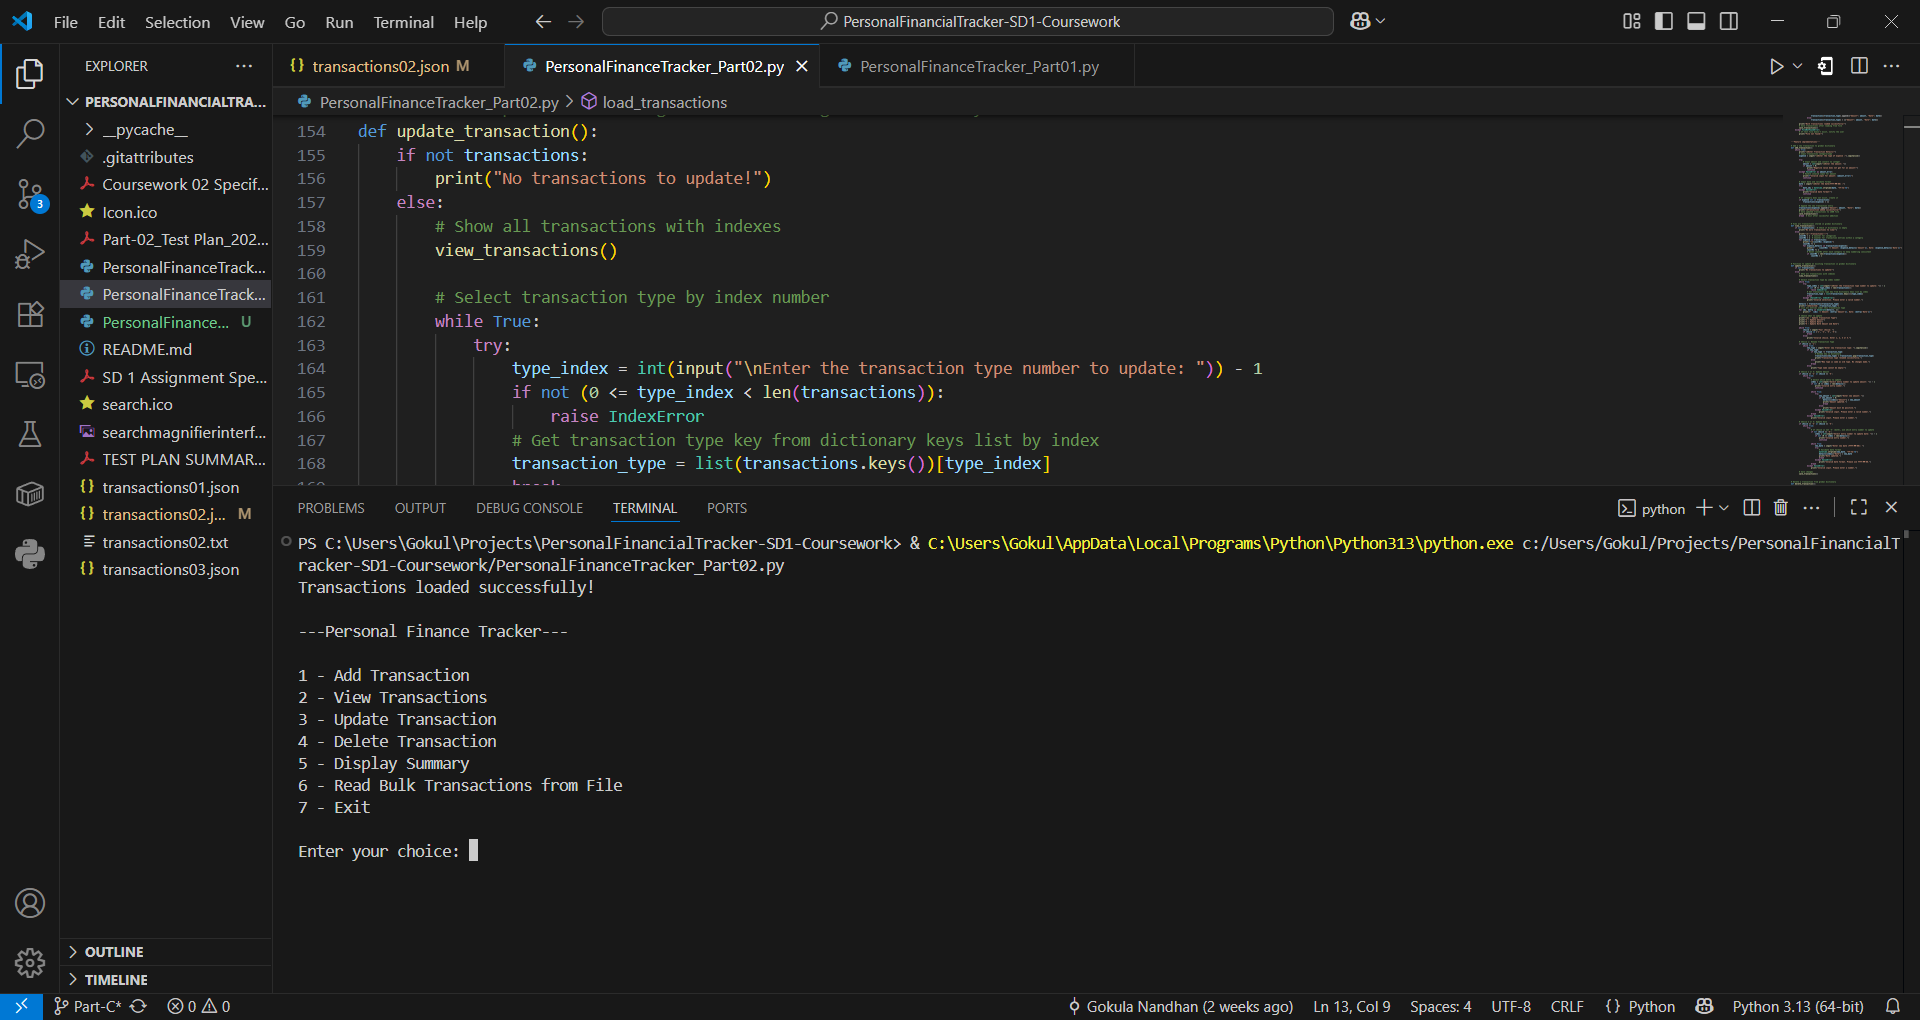 File Edit Selection View Go Run Terminal Help
PersonalFinancialTracker-SD1-Coursework
EXPLORER
PERSONALFINANCIALTRA...
__pycache__
.gitattributes
Coursework 02 Specif...
Icon.ico
Part-02_Test Plan_202...
PersonalFinanceTrack...
PersonalFinanceTrack...
PersonalFinance... U
README.md
SD 1 Assignment Spe...
search.ico
searchmagnifierinterf...
TEST PLAN SUMMAR...
transactions01.json
transactions02.j... M
transactions02.txt
transactions03.json
OUTLINE
TIMELINE
transactions02.json M
PersonalFinanceTracker_Part02.py
PersonalFinanceTracker_Part01.py
PersonalFinanceTracker_Part02.py > load_transactions
154 def update_transaction():
155 if not transactions:
156 print("No transactions to update!")
157 else:
158 # Show all transactions with indexes
159 view_transactions()
160
161 # Select transaction type by index number
162 while True:
163 try:
164 type_index = int(input("\nEnter the transaction type number to update: ")) - 1
165 if not (0 <= type_index < len(transactions)):
166 raise IndexError
167 # Get transaction type key from dictionary keys list by index
168 transaction_type = list(transactions.keys())[type_index]
PROBLEMS OUTPUT DEBUG CONSOLE TERMINAL PORTS
python
PS C:\Users\Gokul\Projects\PersonalFinancialTracker-SD1-Coursework> & C:\Users\Gokul\AppData\Local\Programs\Python\Python313\python.exe c:/Users/Gokul/Projects/PersonalFinancialT
racker-SD1-Coursework/PersonalFinanceTracker_Part02.py
Transactions loaded successfully!
---Personal Finance Tracker---
1 - Add Transaction
2 - View Transactions
3 - Update Transaction
4 - Delete Transaction
5 - Display Summary
6 - Read Bulk Transactions from File
7 - Exit
Enter your choice:
3
Part-C* 0 0
Gokula Nandhan (2 weeks ago) Ln 13, Col 9 Spaces: 4 UTF-8 CRLF {} Python Python 3.13 (64-bit)